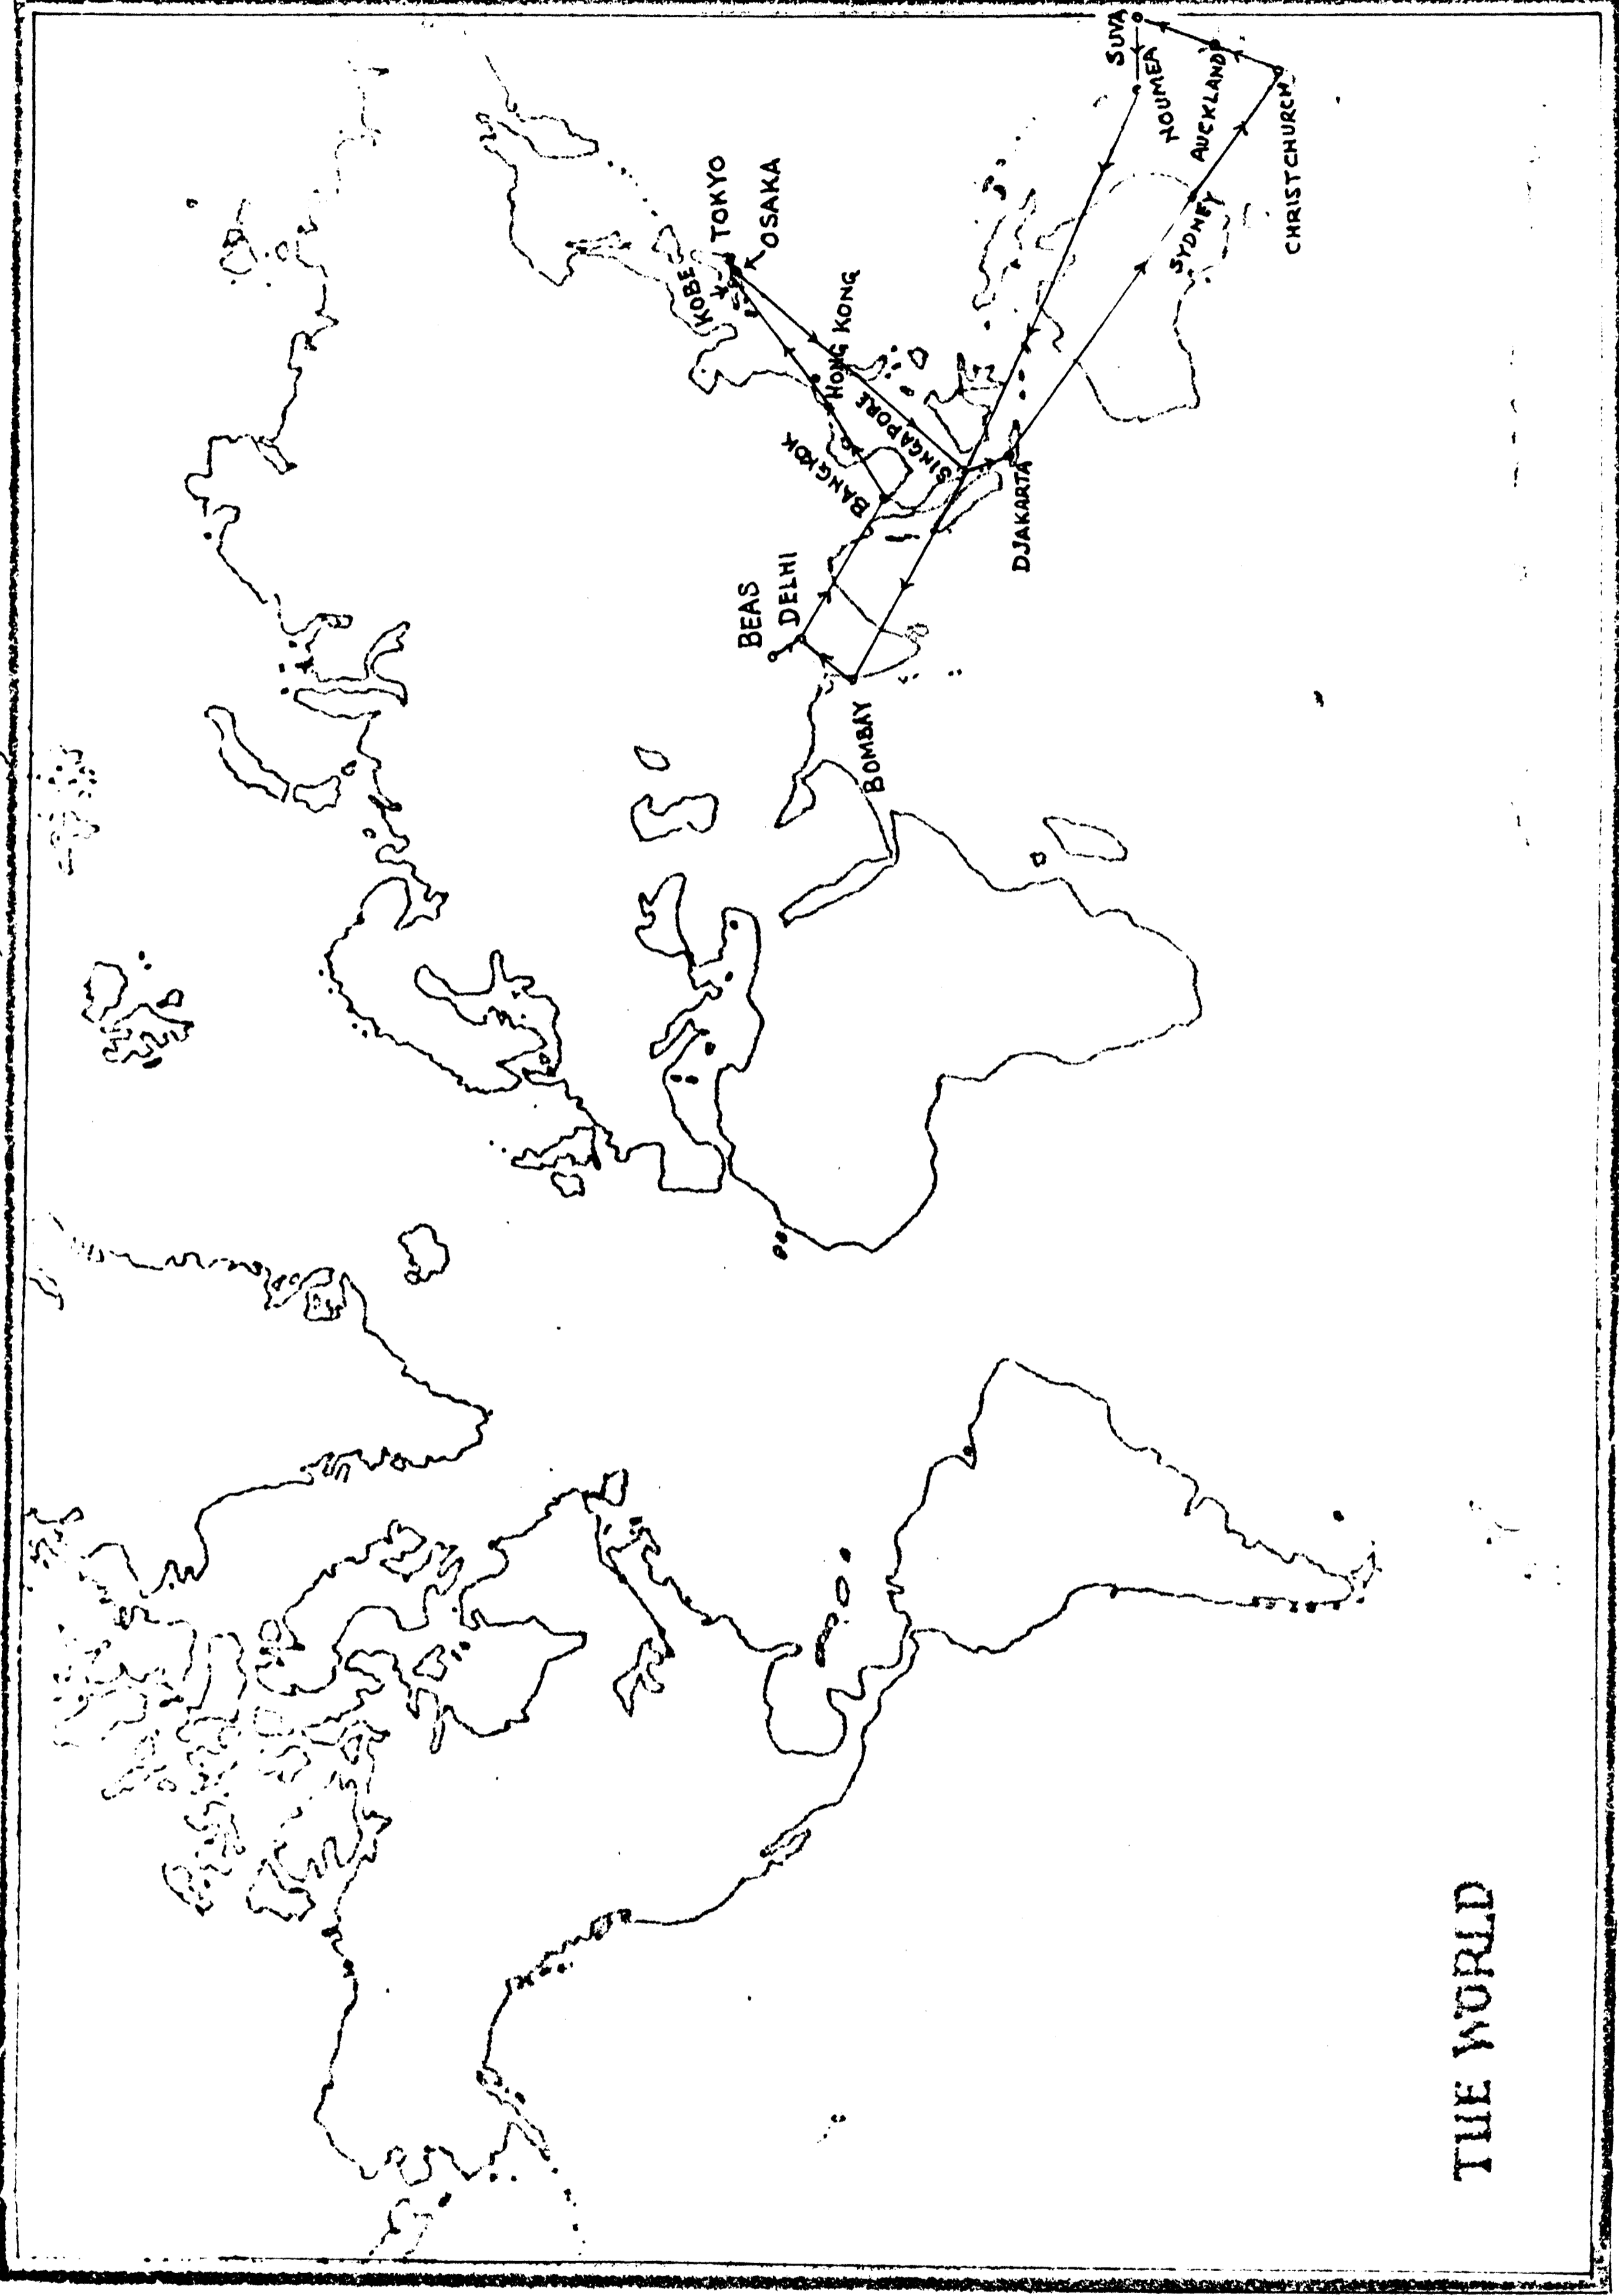 SUVA
NOUMEA
AUCKLAND
CHRISTCHURCH
SYDNEY
TOKYO
OSAKA
KOBE
HONG KONG
SINGAPORE
BANGKOK
DJAKARTA
BEAS
DELHI
BOMBAY
THE WORLD